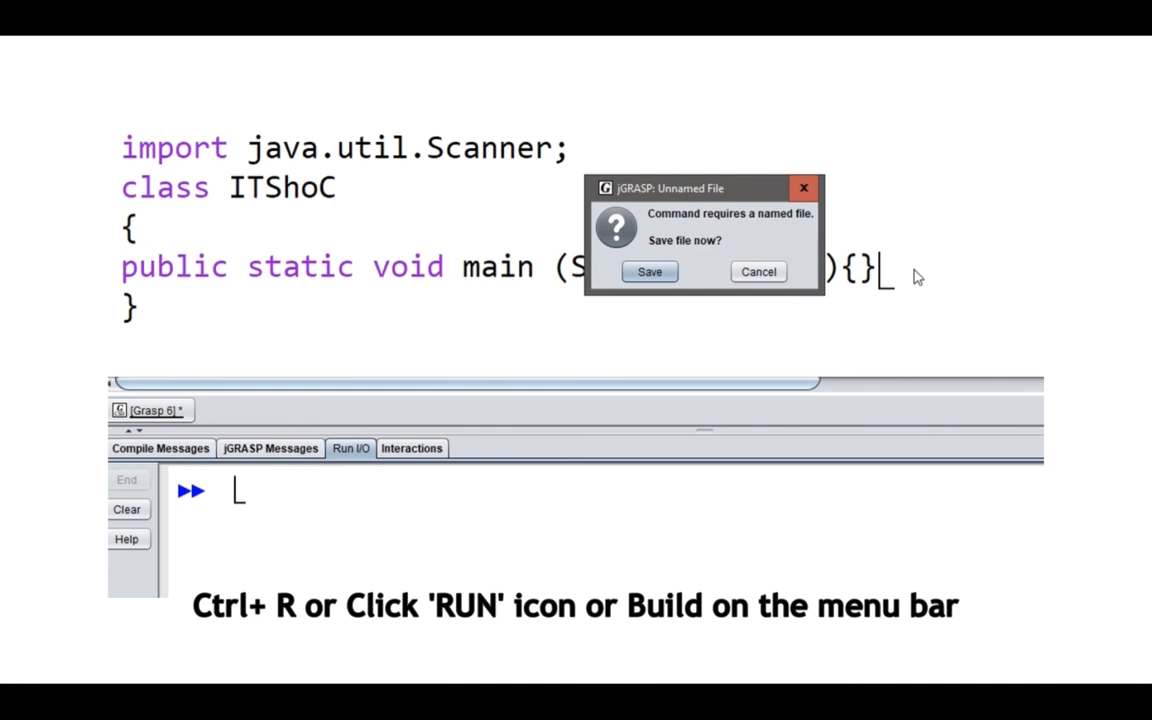 import java.util.Scanner;
class ITShoC
{
public static void main (S ){}
}
jGRASP: Unnamed File
Command requires a named file.
Save file now?
Save Cancel
[Grasp 6] *
Compile Messages jGRASP Messages Run I/O Interactions
End
Clear
Help
Ctrl+ R or Click 'RUN' icon or Build on the menu bar